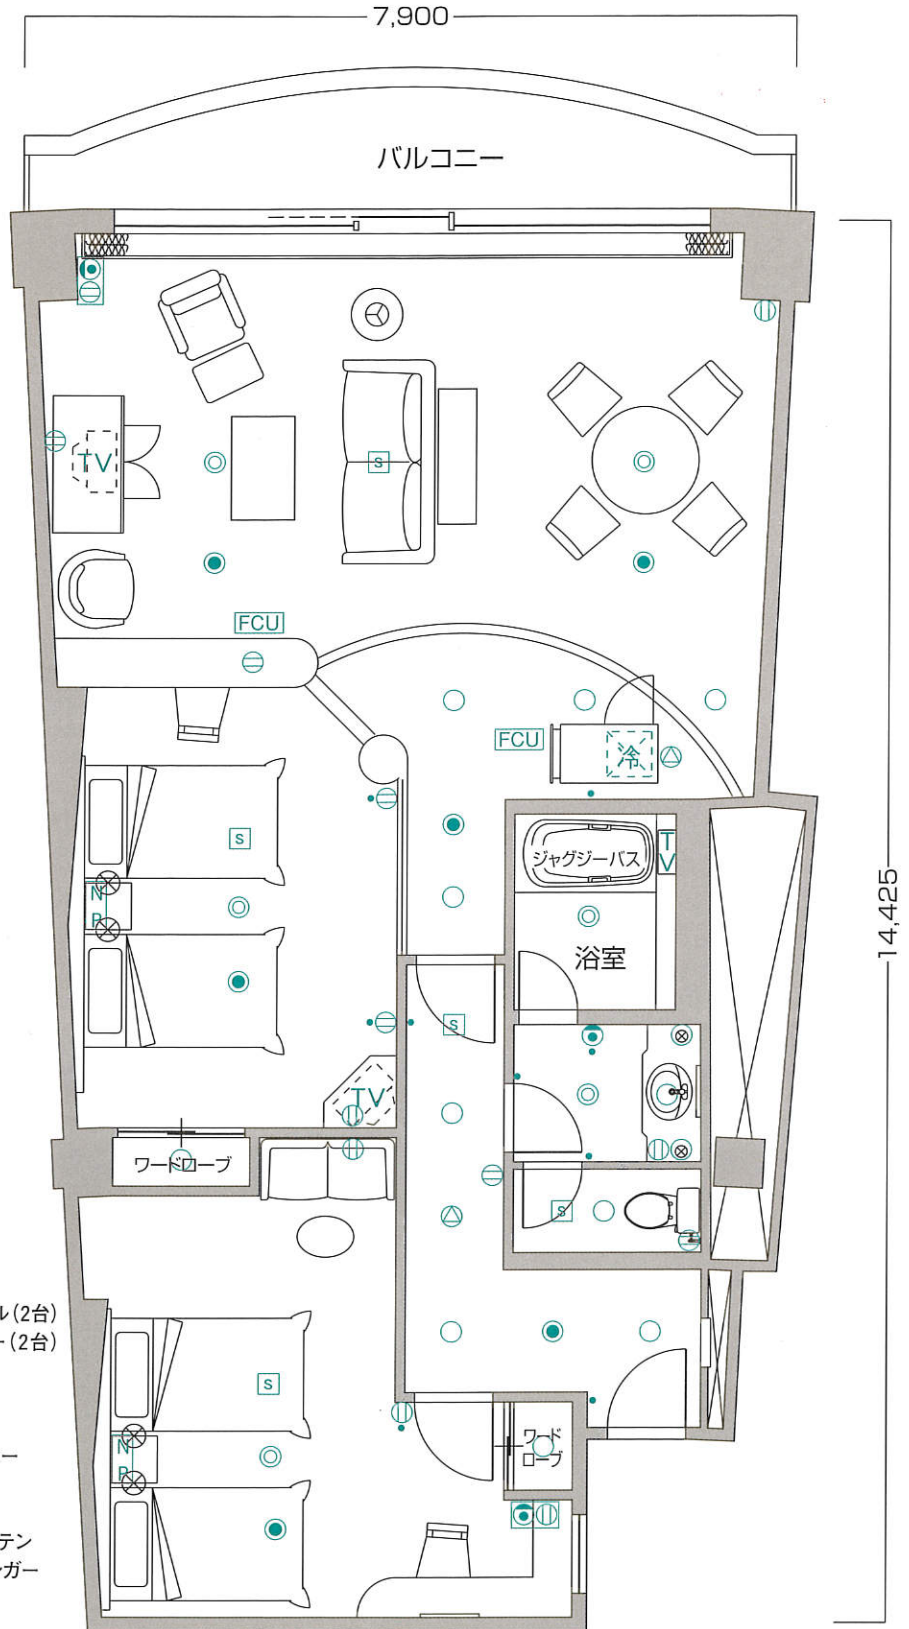 7,900
バルコニー
TV
S
FCU
FCU
冷
S
ジャグジーバス
TV
N
P
浴室
14,425
S
TV
ワードローブ
S
ル(2台)
ー(2台)
S
N
P
ワード
ローブ
ー
テン
ガー